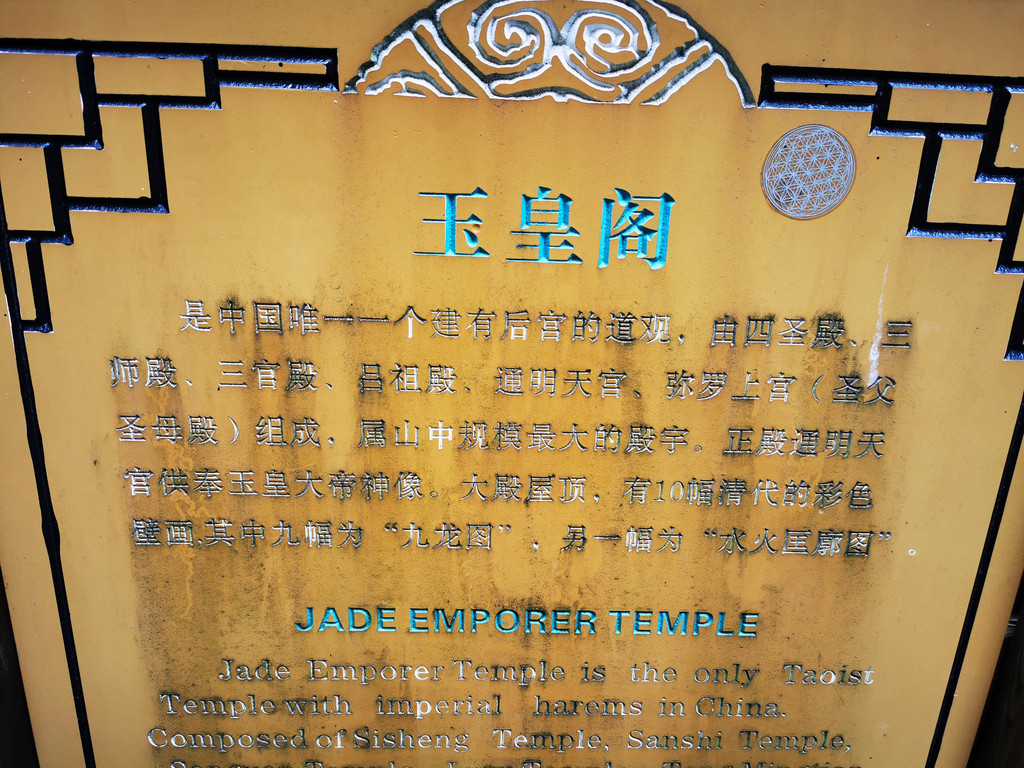 玉皇阁
是中国唯一一个建有后宫的道观，由四圣殿、三
师殿、三官殿、吕祖殿、通明天宫、弥罗上宫（圣父
圣母殿）组成，属山中规模最大的殿宇。正殿通明天
宫供奉玉皇大帝神像。大殿屋顶，有10幅清代的彩色
壁画,其中九幅为“九龙图”，另一幅为“水火匡廓图”
JADE EMPORER TEMPLE
Jade Emporer Temple is the only Taoist
Temple with imperial harems in China.
Composed of Sisheng Temple, Sanshi Temple,